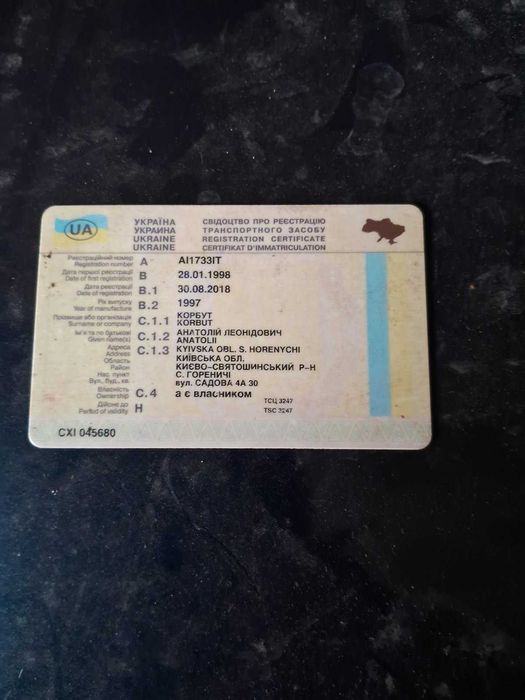 UA
УКРАЇНА
УКРАИНА
UKRAINE
UKRAINE
СВІДОЦТВО ПРО РЕЄСТРАЦІЮ
ТРАНСПОРТНОГО ЗАСОБУ
REGISTRATION CERTIFICATE
CERTIFICAT D'IMMATRICULATION
Реєстраційний номер
Registration number A AI1733IT
Дата першої реєстрації
Date of first registration B 28.01.1998
Дата реєстрації
Date of registration B.1 30.08.2018
Рік випуску
Year of manufacture B.2 1997
Прізвище або організація
Surname or company C.1.1 КОРБУТ
KORBUT
Ім'я та по батькові
Given name(s) C.1.2 АНАТОЛІЙ ЛЕОНІДОВИЧ
ANATOLII
Адреса
Address C.1.3 KYIVSKA OBL. S. HORENYCHI
Область КИЇВСЬКА ОБЛ.
Район КИЄВО-СВЯТОШИНСЬКИЙ Р-Н
Нас. пункт С. ГОРЕНИЧІ
Вул., буд., кв. вул. САДОВА 4А 30
Власність
Ownership C.4 а є власником
Дійсне до
Period of validity H
ТСЦ 3247
TSC 3247
CXI 045680